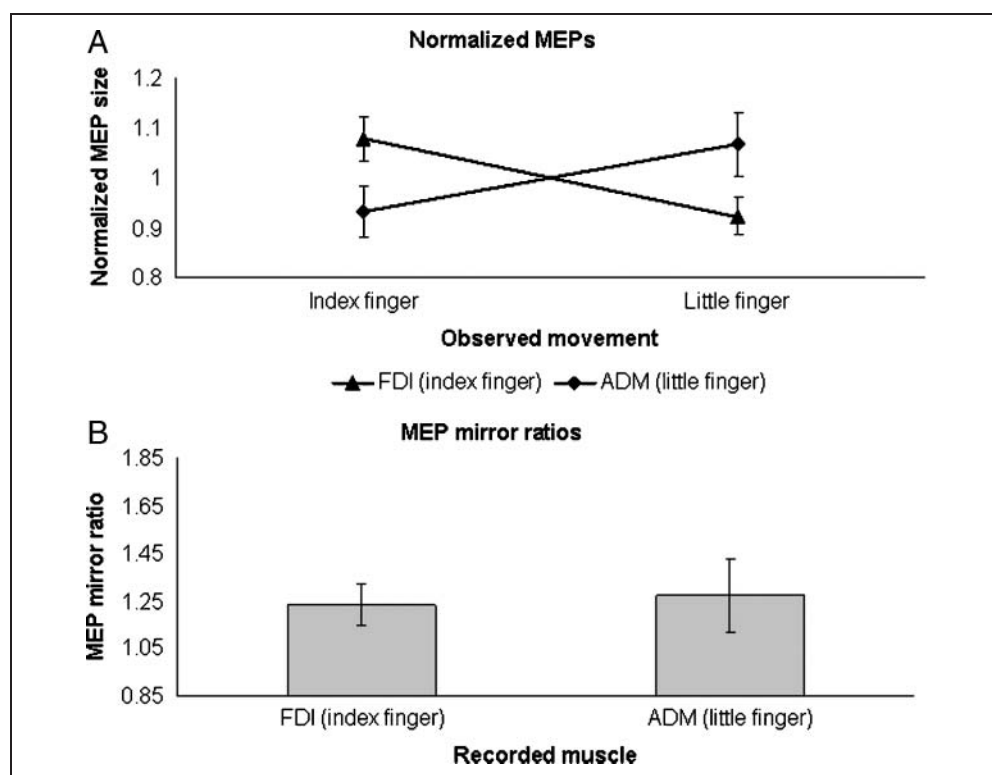 A
Normalized MEPs
Normalized MEP size
1.2
1.1
1
0.9
0.8
Index finger
Little finger
Observed movement
FDI (index finger)
ADM (little finger)
B
MEP mirror ratios
MEP mirror ratio
1.85
1.65
1.45
1.25
1.05
0.85
FDI (index finger)
ADM (little finger)
Recorded muscle